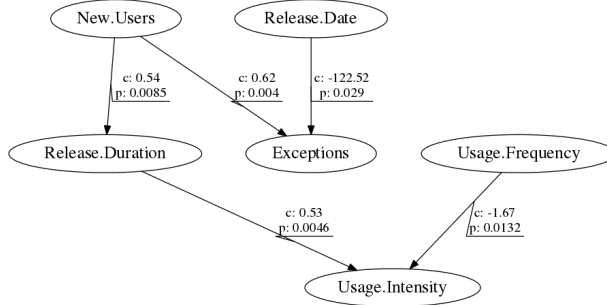 New.Users
Release.Date
c: 0.54
p: 0.0085
c: 0.62
p: 0.004
c: -122.52
p: 0.029
Release.Duration
Exceptions
Usage.Frequency
c: 0.53
p: 0.0046
c: -1.67
p: 0.0132
Usage.Intensity